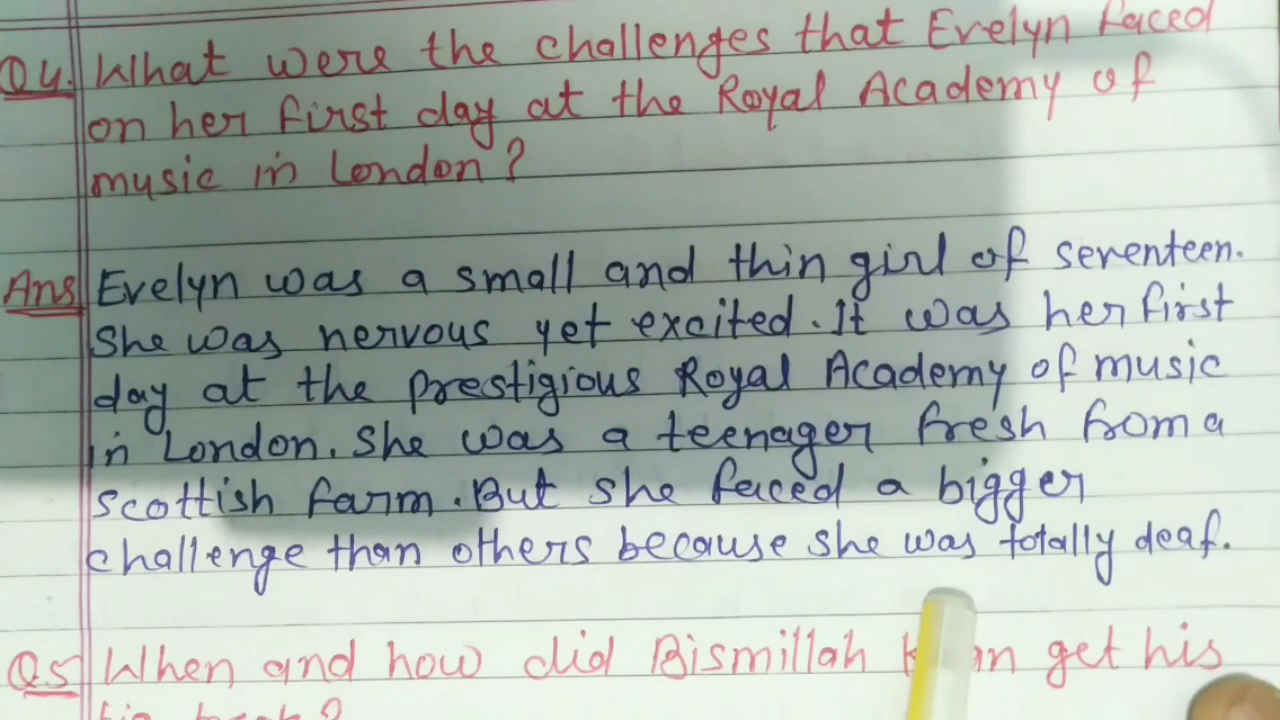 Q4. What were the challenges that Evelyn faced
on her first day at the Royal Academy of
music in London?
Ans Evelyn was a small and thin girl of seventeen.
She was nervous yet excited. It was her first
day at the prestigious Royal Academy of music
in London. She was a teenager fresh from a
Scottish farm. But she faced a bigger
challenge than others because she was totally deaf.
Q5 When and how did Bismillah get his